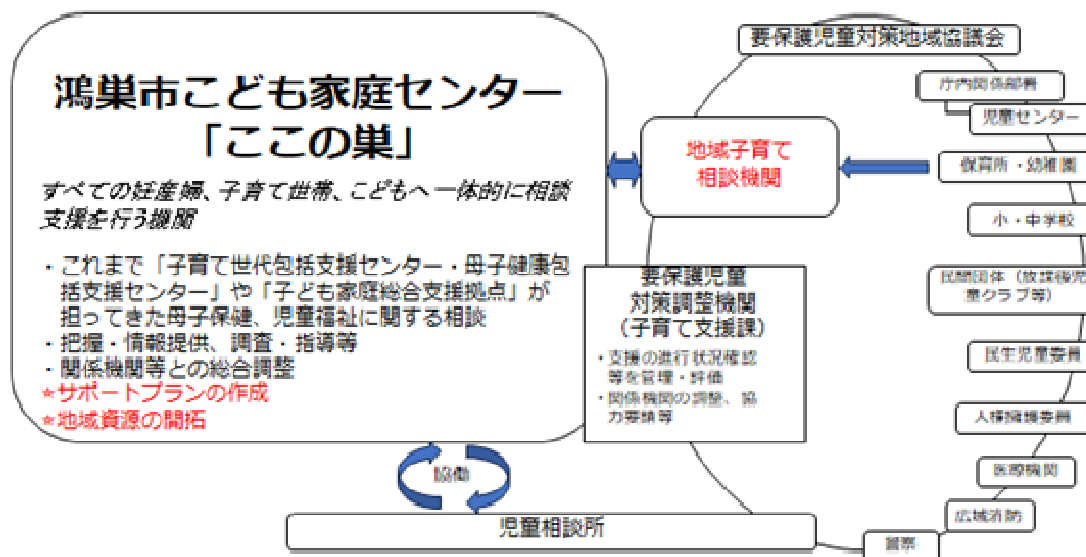 鴻巣市こども家庭センター
「ここの巣」
すべての妊産婦、子育て世帯、こどもへ一体的に相談
支援を行う機関
・これまで「子育て世代包括支援センター・母子健康包
括支援センター」や「子ども家庭総合支援拠点」が
担ってきた母子保健、児童福祉に関する相談
・把握・情報提供、調査・指導等
・関係機関等との総合調整
*サポートプランの作成
*地域資源の開拓
協働
児童相談所
要保護児童対策地域協議会
地域子育て
相談機関
要保護児童
対策調整機関
(子育て支援課)
・支援の進行状況確認
等を管理・評価
・関係機関の調整、協
力要請等
庁内関係部署
児童センター
保育所・幼稚園
小・中学校
民間団体(放課後児
童クラブ等)
民生児童委員
人権擁護委員
医療機関
広域消防
警察